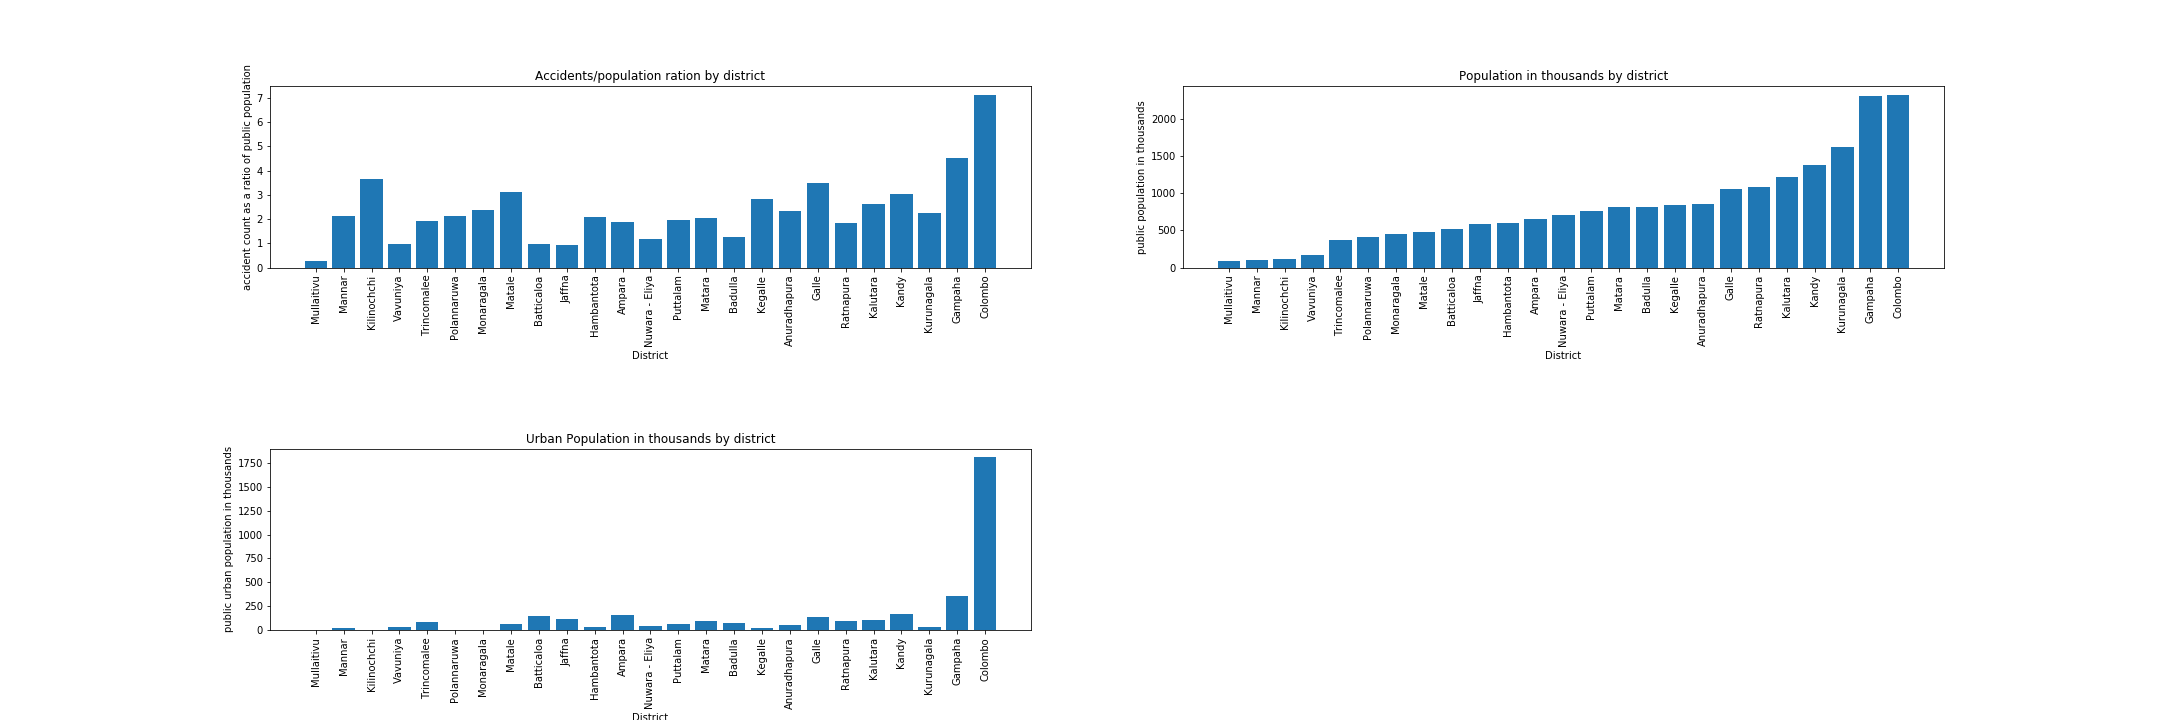 Accidents/population ration by district
accident count as a ratio of public population
7
6
5
4
3
2
1
0
Mullaitivu
Mannar
Kilinochchi
Vavuniya
Trincomalee
Polannaruwa
Monaragala
Matale
Batticaloa
Jaffna
Hambantota
Ampara
Nuwara - Eliya
Puttalam
Matara
Badulla
Kegalle
Anuradhapura
Galle
Ratnapura
Kalutara
Kandy
Kurunagala
Gampaha
Colombo
District
Population in thousands by district
public population in thousands
2000
1500
1000
500
0
Mullaitivu
Mannar
Kilinochchi
Vavuniya
Trincomalee
Polannaruwa
Monaragala
Matale
Batticaloa
Jaffna
Hambantota
Ampara
Nuwara - Eliya
Puttalam
Matara
Badulla
Kegalle
Anuradhapura
Galle
Ratnapura
Kalutara
Kandy
Kurunagala
Gampaha
Colombo
District
Urban Population in thousands by district
public urban population in thousands
1750
1500
1250
1000
750
500
250
0
Mullaitivu
Mannar
Kilinochchi
Vavuniya
Trincomalee
Polannaruwa
Monaragala
Matale
Batticaloa
Jaffna
Hambantota
Ampara
Nuwara - Eliya
Puttalam
Matara
Badulla
Kegalle
Anuradhapura
Galle
Ratnapura
Kalutara
Kandy
Kurunagala
Gampaha
Colombo
District